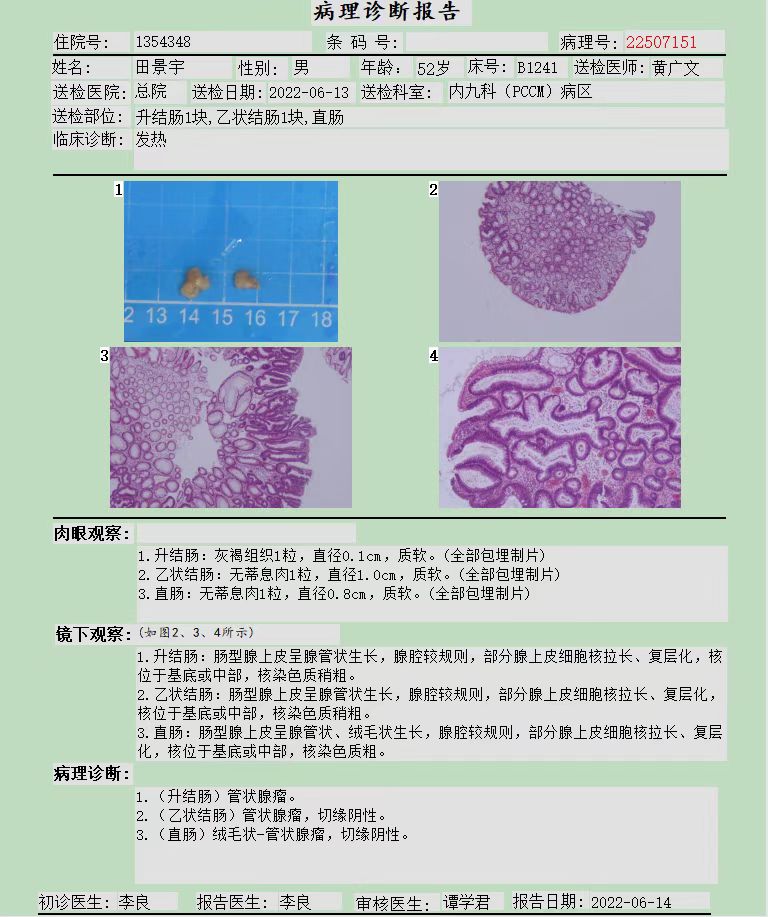 病理诊断报告
住院号: 1354348 条 码 号: 病理号: 22507151
姓名: 田景宇 性别: 男 年龄: 52岁 床号: B1241 送检医师: 黄广文
送检医院: 总院 送检日期: 2022-06-13 送检科室: 内九科（PCCM）病区
送检部位: 升结肠1块,乙状结肠1块,直肠
临床诊断: 发热
1
2
2 13 14 15 16 17 18
3
4
肉眼观察:
1.升结肠：灰褐组织1粒，直径0.1cm，质软。(全部包埋制片)
2.乙状结肠：无蒂息肉1粒，直径1.0cm，质软。(全部包埋制片)
3.直肠：无蒂息肉1粒，直径0.8cm，质软。(全部包埋制片)
镜下观察: (如图2、3、4所示)
1.升结肠：肠型腺上皮呈腺管状生长，腺腔较规则，部分腺上皮细胞核拉长、复层化，核
位于基底或中部，核染色质稍粗。
2.乙状结肠：肠型腺上皮呈腺管状生长，腺腔较规则，部分腺上皮细胞核拉长、复层化，
核位于基底或中部，核染色质稍粗。
3.直肠：肠型腺上皮呈腺管状、绒毛状生长，腺腔较规则，部分腺上皮细胞核拉长、复层
化，核位于基底或中部，核染色质粗。
病理诊断:
1.（升结肠）管状腺瘤。
2.（乙状结肠）管状腺瘤，切缘阴性。
3.（直肠）绒毛状-管状腺瘤，切缘阴性。
初诊医生: 李良 报告医生: 李良 审核医生: 谭学君 报告日期: 2022-06-14